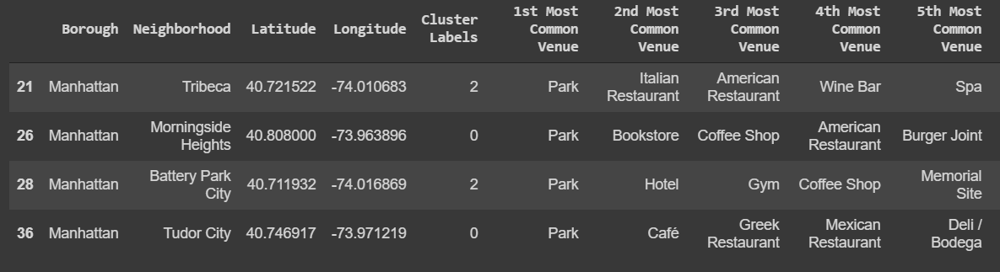 Borough Neighborhood Latitude Longitude Cluster Labels 1st Most Common Venue 2nd Most Common Venue 3rd Most Common Venue 4th Most Common Venue 5th Most Common Venue
21 Manhattan Tribeca 40.721522 -74.010683 2 Park Italian Restaurant American Restaurant Wine Bar Spa
26 Manhattan Morningside Heights 40.808000 -73.963896 0 Park Bookstore Coffee Shop American Restaurant Burger Joint
28 Manhattan Battery Park City 40.711932 -74.016869 2 Park Hotel Gym Coffee Shop Memorial Site
36 Manhattan Tudor City 40.746917 -73.971219 0 Park Café Greek Restaurant Mexican Restaurant Deli / Bodega